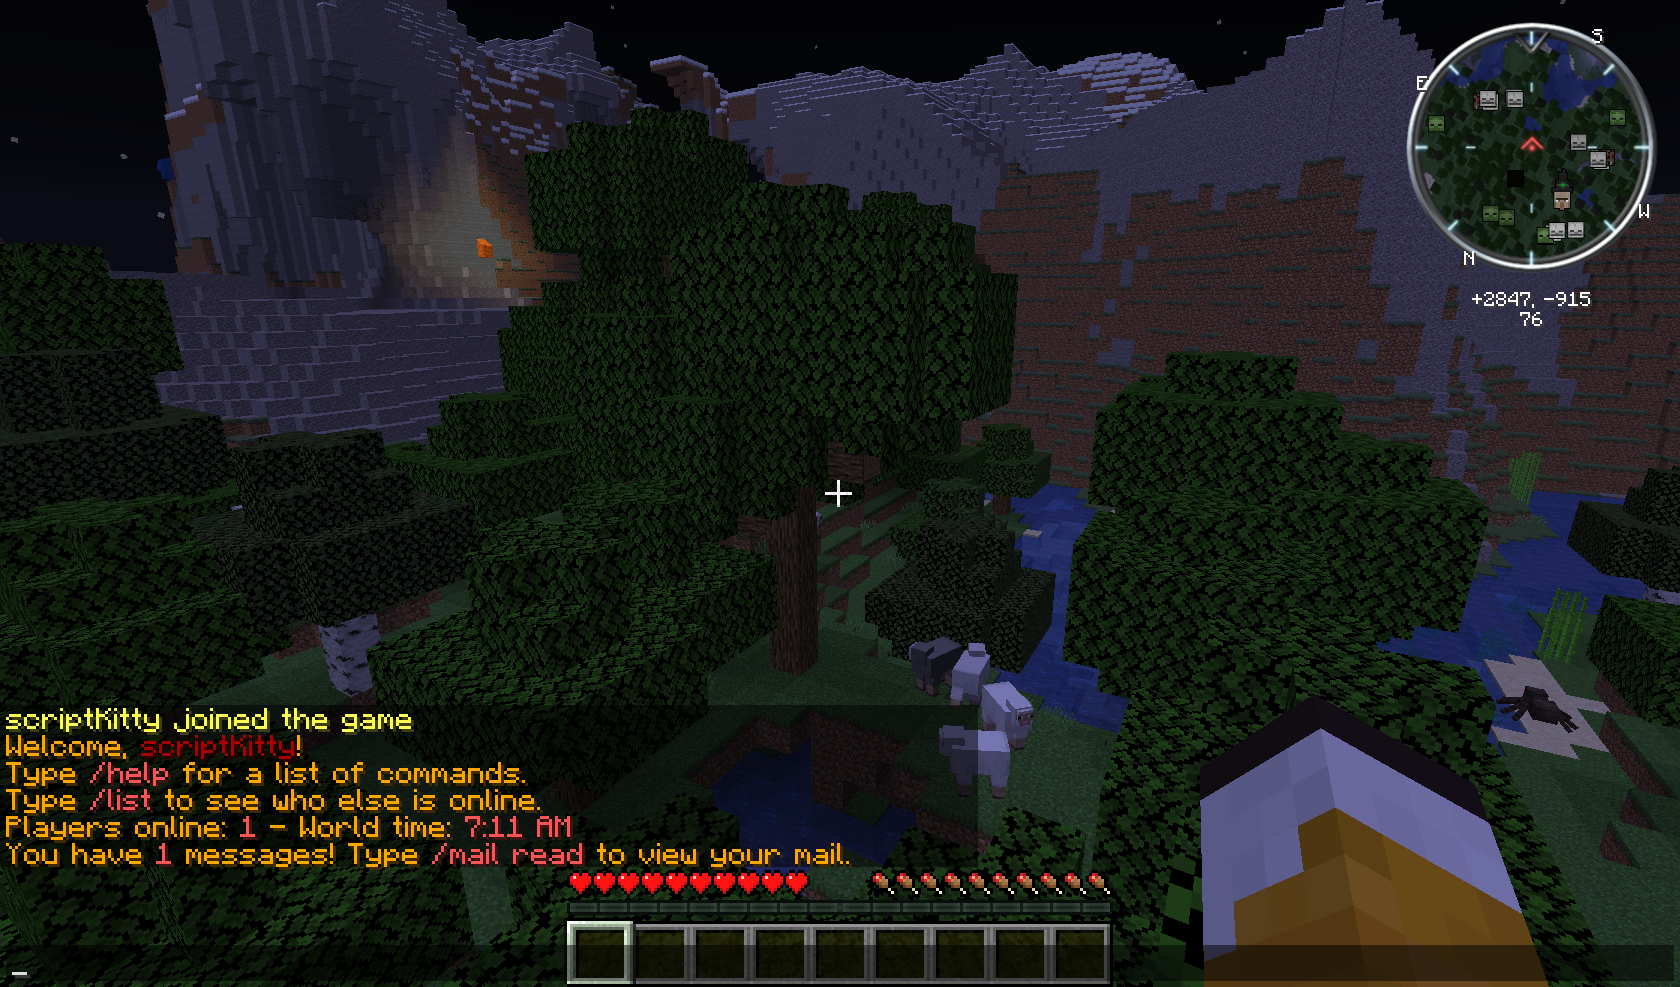 S
E
W
N
+2847, -915
76
scriptKitty joined the game
Welcome, scriptKitty!
Type /help for a list of commands.
Type /list to see who else is online.
Players online: 1 - World time: 7:11 AM
You have 1 messages! Type /mail read to view your mail.
_